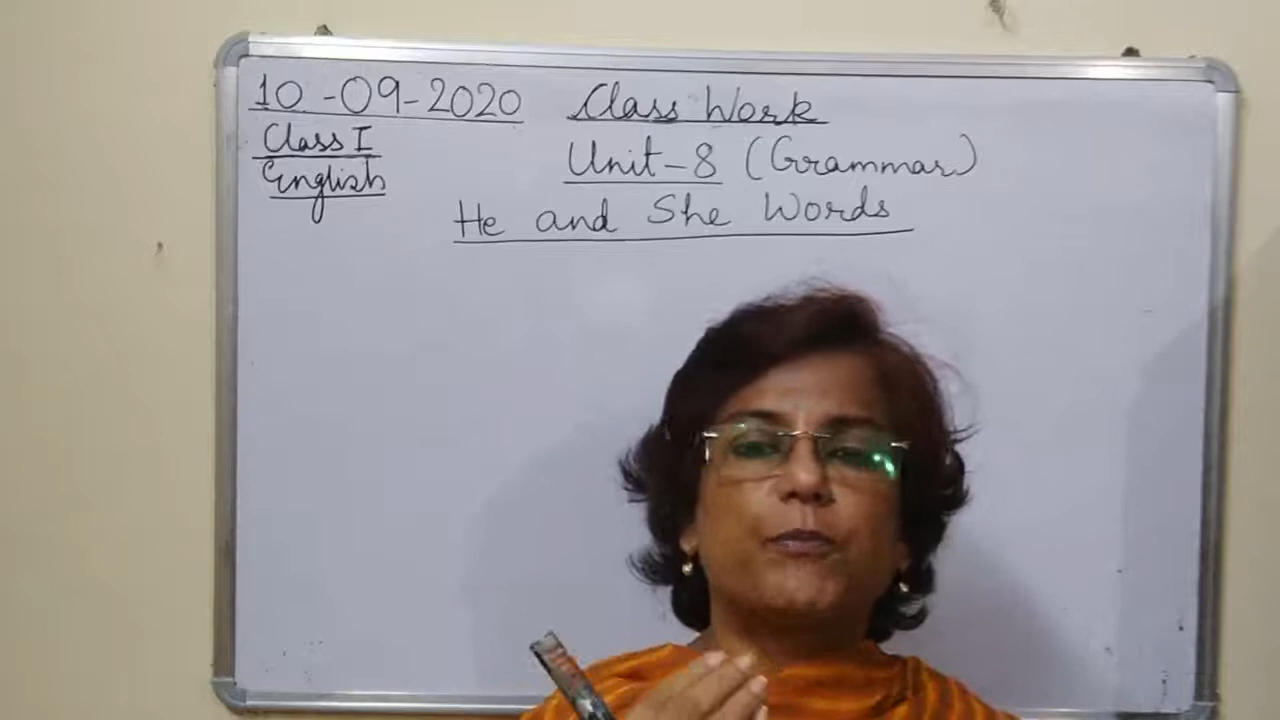 10-09-2020 Class Work
Class I
Unit-8 (Grammar)
English
He and She Words